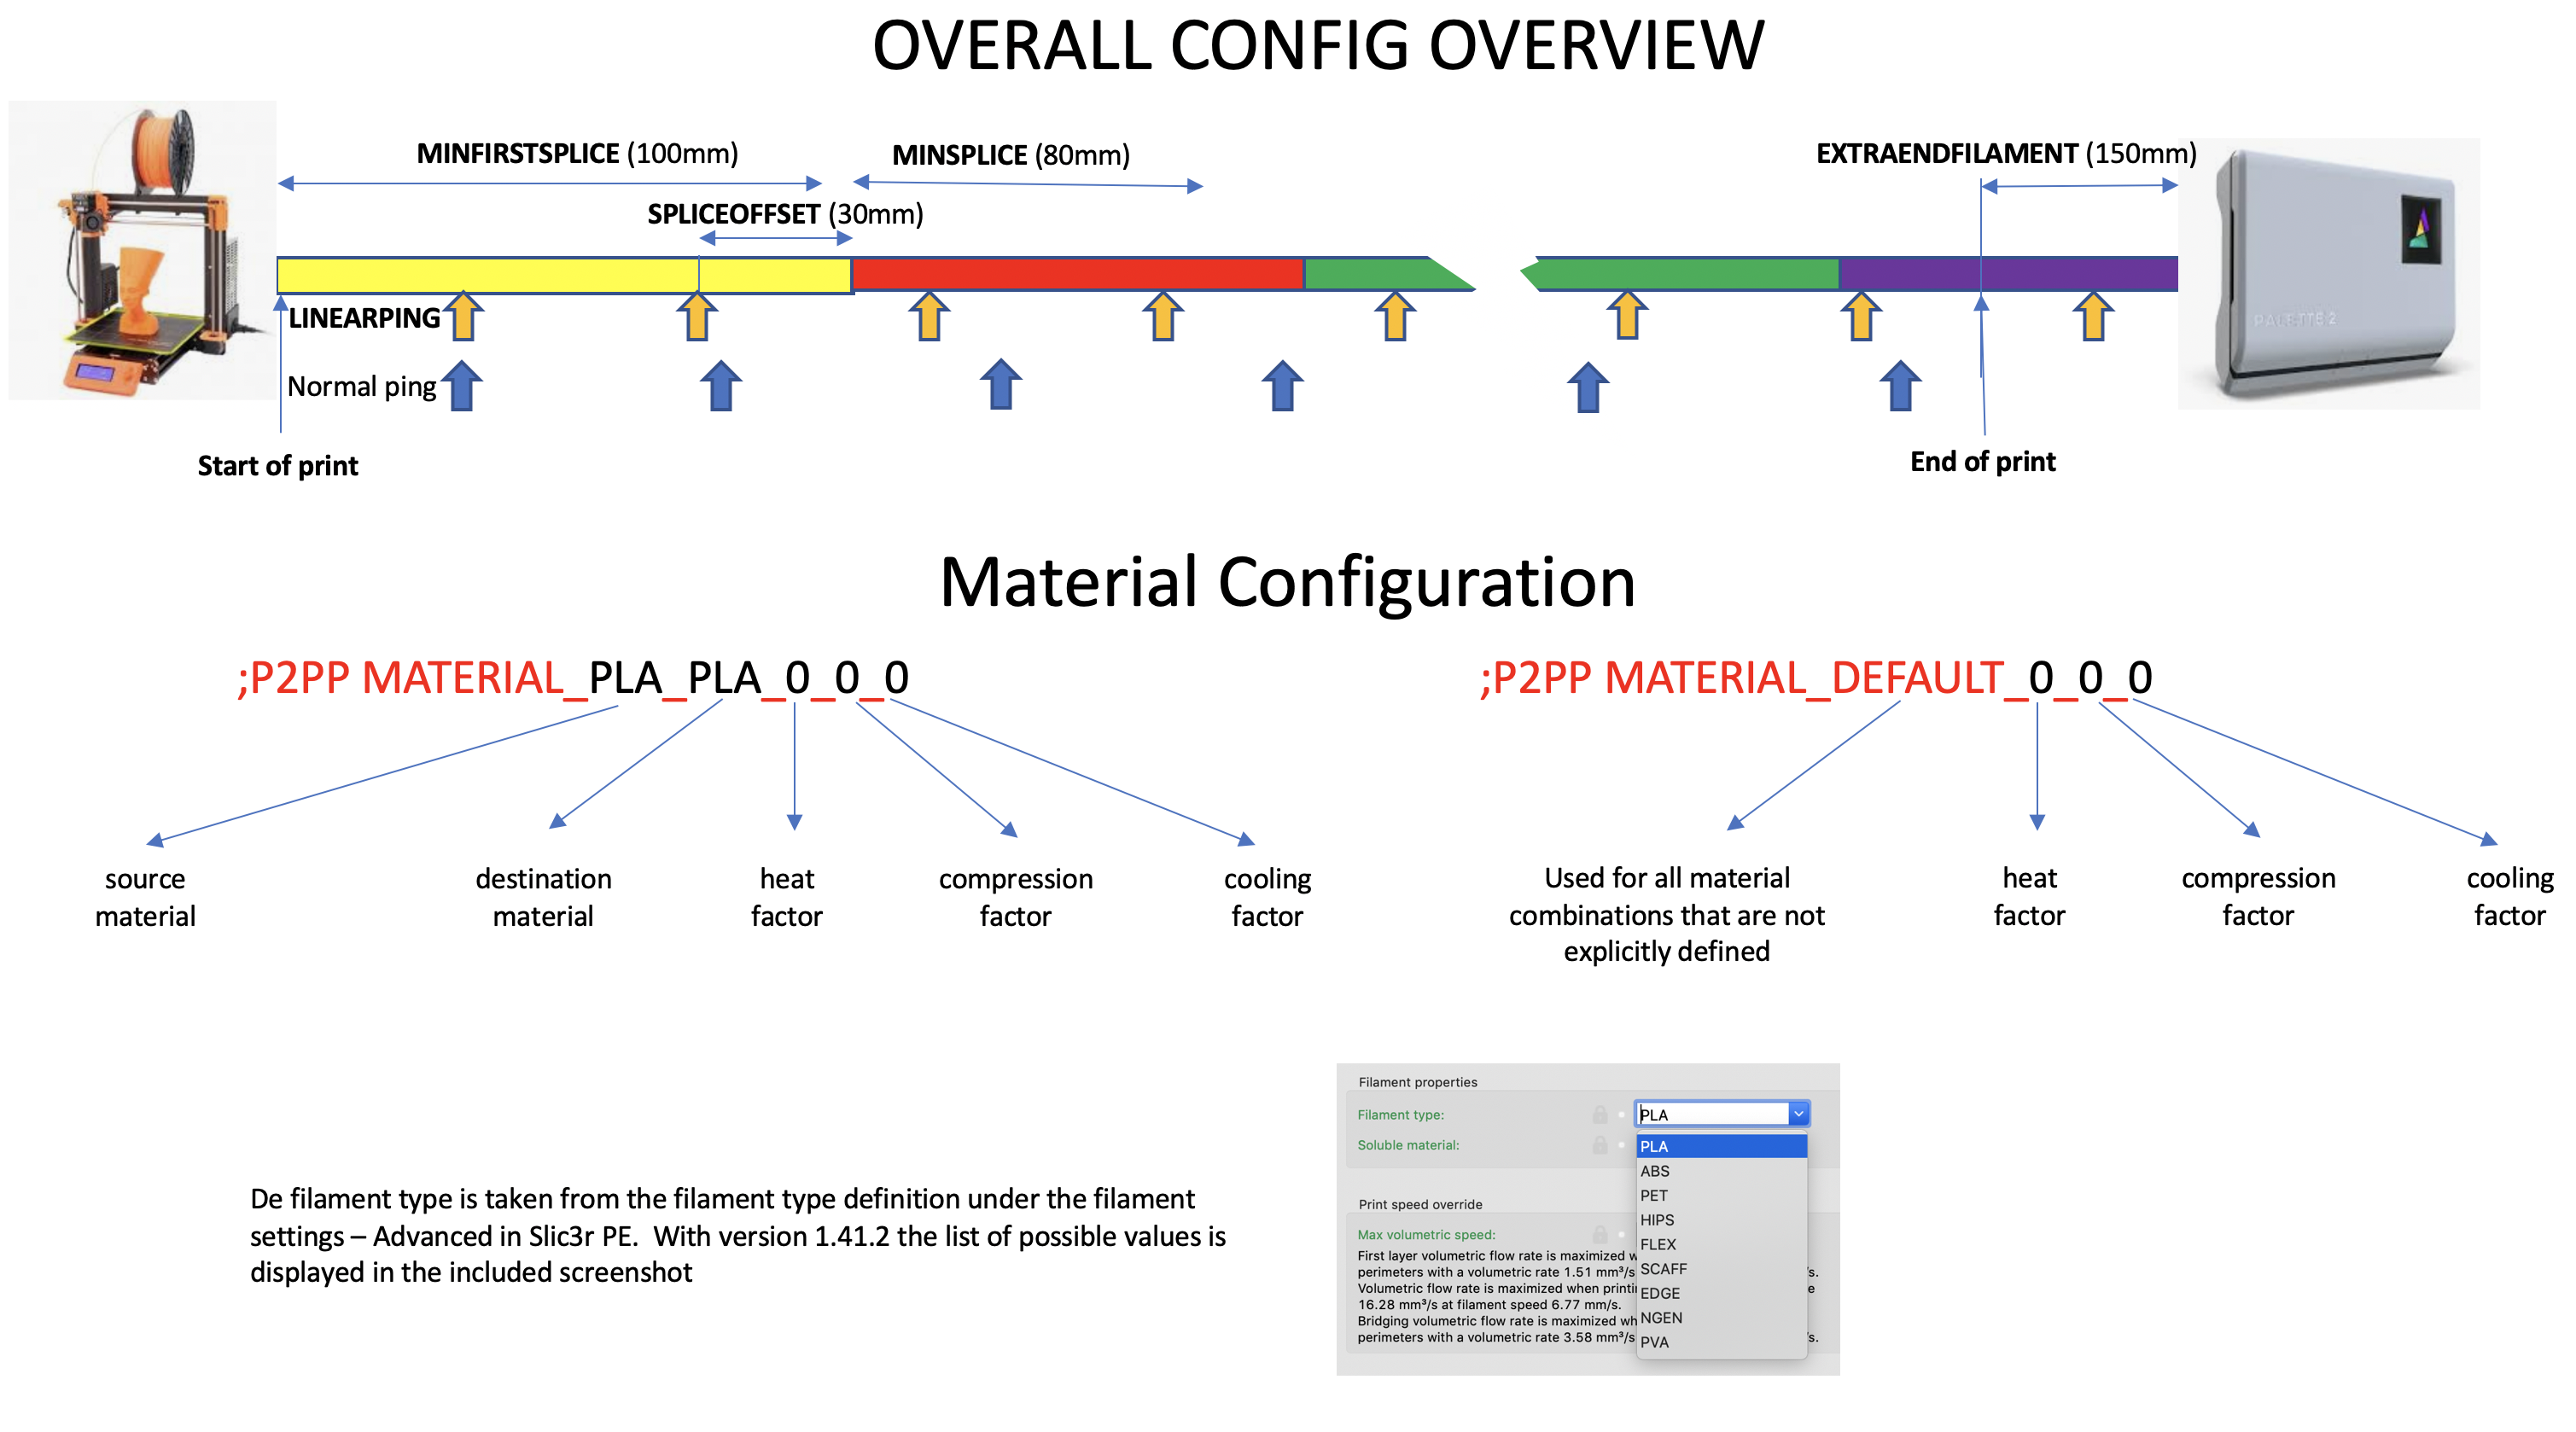 OVERALL CONFIG OVERVIEW
MINFIRSTSPLICE (100mm)
MINSPLICE (80mm)
EXTRAENDFILAMENT (150mm)
SPLICEOFFSET (30mm)
LINEARPING
PALETTE 2
Normal ping
Start of print
End of print
Material Configuration
;P2PP MATERIAL_PLA_PLA_0_0_0
source
material
destination
material
heat
factor
compression
factor
cooling
factor
;P2PP MATERIAL_DEFAULT_0_0_0
Used for all material
combinations that are not
explicitly defined
heat
factor
compression
factor
cooling
factor
De filament type is taken from the filament type definition under the filament
settings – Advanced in Slic3r PE.  With version 1.41.2 the list of possible values is
displayed in the included screenshot
Filament properties
Filament type:
PLA
Soluble material:
PLA
ABS
PET
HIPS
FLEX
SCAFF
EDGE
NGEN
PVA
Print speed override
Max volumetric speed:
First layer volumetric flow rate is maximized
perimeters with a volumetric rate 1.51 mm³/s
Volumetric flow rate is maximized when
16.28 mm³/s at filament speed 6.77 mm/s.
Bridging volumetric flow rate is maximized
perimeters with a volumetric rate 3.58 mm³/s